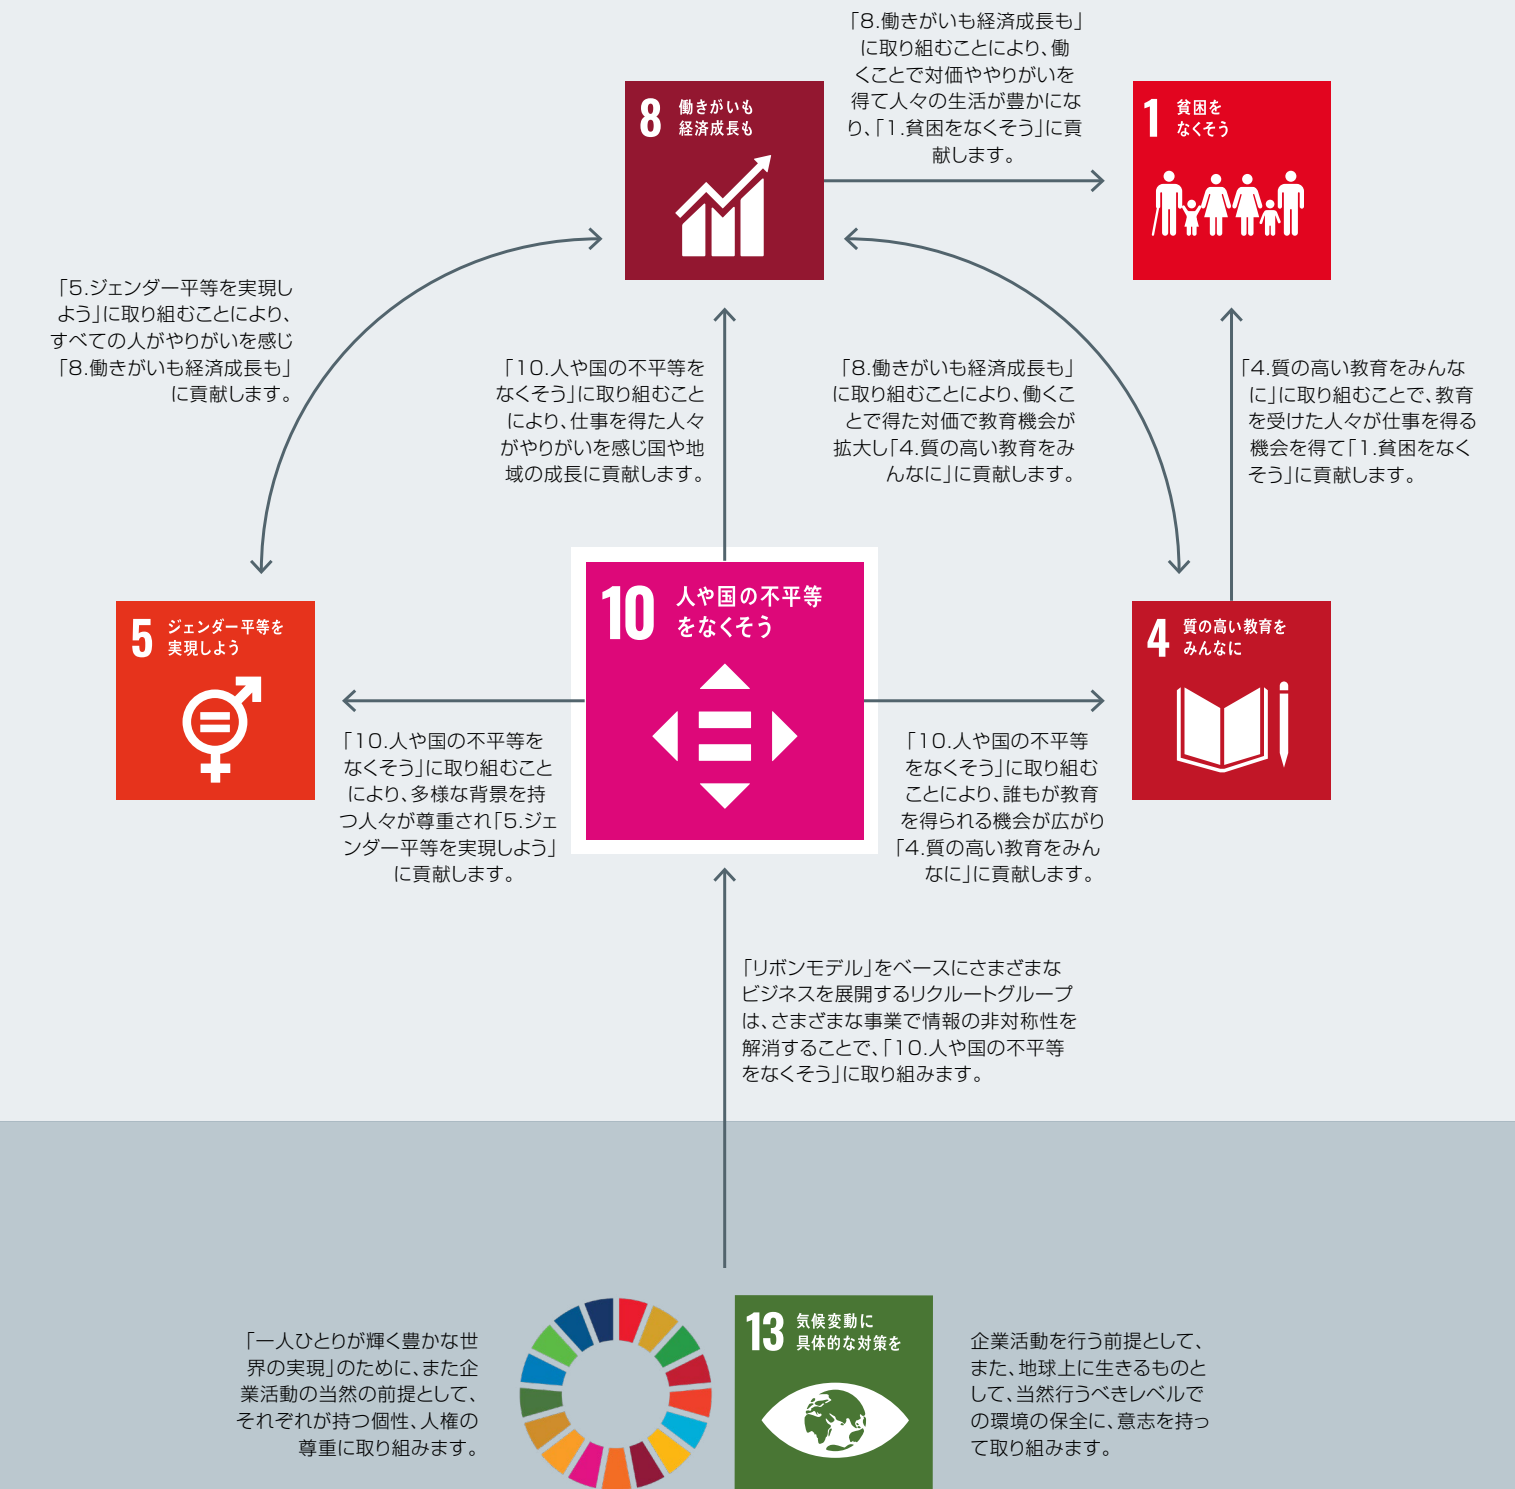 「8.働きがいも経済成長も」
に取り組むことにより、働
くことで対価ややりがいを
得て人々の生活が豊かにな
り、「1.貧困をなくそう」に貢
献します。
8 働きがいも
経済成長も
1 貧困を
なくそう
「5.ジェンダー平等を実現し
よう」に取り組むことにより、
すべての人がやりがいを感じ
「8.働きがいも経済成長も」
に貢献します。
「10.人や国の不平等を
なくそう」に取り組むこと
により、仕事を得た人々
がやりがいを感じ国や地
域の成長に貢献します。
「8.働きがいも経済成長も」
に取り組むことにより、働くこ
とで得た対価で教育機会が
拡大し「4.質の高い教育をみ
んなに」に貢献します。
「4.質の高い教育をみんな
に」に取り組むことで、教育
を受けた人々が仕事を得る
機会を得て「1.貧困をなく
そう」に貢献します。
5 ジェンダー平等を
実現しよう
10 人や国の不平等
をなくそう
4 質の高い教育を
みんなに
「10.人や国の不平等を
なくそう」に取り組むこと
により、多様な背景を持
つ人々が尊重され「5.ジェ
ンダー平等を実現しよう」
に貢献します。
「10.人や国の不平等
をなくそう」に取り組む
ことにより、誰もが教育
を得られる機会が広がり
「4.質の高い教育をみん
なに」に貢献します。
「リボンモデル」をベースにさまざまな
ビジネスを展開するリクルートグループ
は、さまざまな事業で情報の非対称性を
解消することで、「10.人や国の不平等
をなくそう」に取り組みます。
「一人ひとりが輝く豊かな世
界の実現」のために、また企
業活動の当然の前提として、
それぞれが持つ個性、人権の
尊重に取り組みます。
13 気候変動に
具体的な対策を
企業活動を行う前提として、
また、地球上に生きるものと
して、当然行うべきレベルで
の環境の保全に、意志を持っ
て取り組みます。